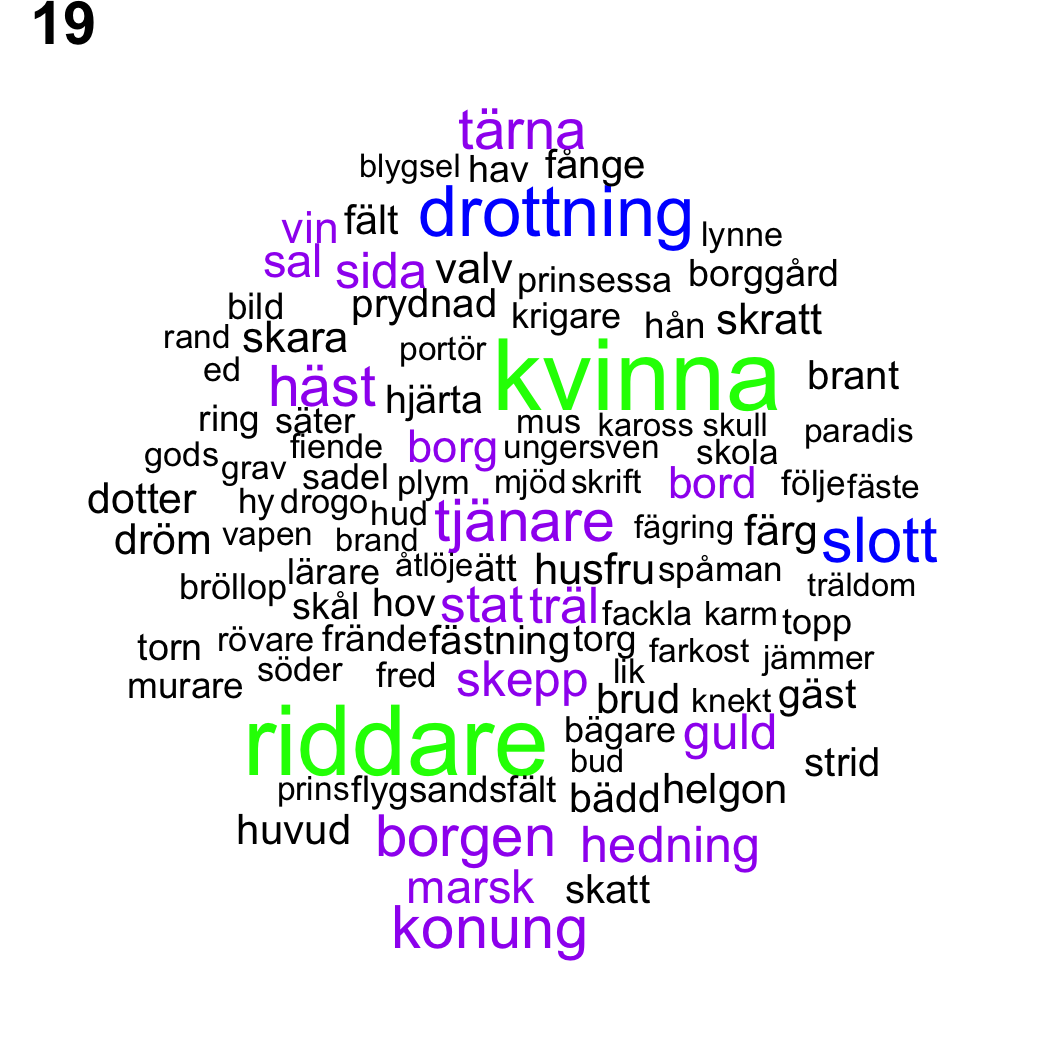 19
tärna
blygsel hav fånge
vin fält drottning lynne
sal sida valv prinsessa borggård
bild prydnad krigare hån skratt
rand skara portör kvinna brant
ed häst hjärta
ring säter mus kaross skull paradis
gods fiende borg ungersven skola
grav sadel plym mjöd skrift bord följe fäste
dotter hy drogo hud tjänare fägring färg slott
dröm vapen brand
bröllop lärare åtlöje ätt husfru spåman träldom
skål hov stat träl fackla karm topp
torn rövare frände fästning torg farkost jämmer
murare söder fred skepp lik brud knekt gäst
riddare bägare guld
bud strid
prins flygsandsfält bädd helgon
huvud borgen hedning
marsk skatt
konung